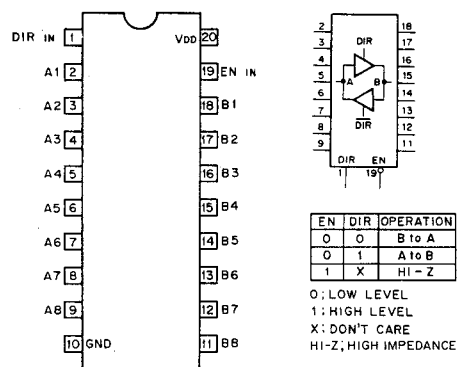 DIR IN 1
VDD 20
A1 2
19 EN IN
A2 3
18 B1
A3 4
17 B2
A4 5
16 B3
A5 6
15 B4
A6 7
14 B5
A7 8
13 B6
A8 9
12 B7
10 GND
11 B8
2 18
3 DIR 17
4 16
5 A B 15
6 14
7 DIR 13
8 12
9 11
DIR EN
1 19
EN DIR OPERATION
0 0 B to A
0 1 A to B
1 X HI-Z
0; LOW LEVEL
1; HIGH LEVEL
X; DON'T CARE
HI-Z; HIGH IMPEDANCE